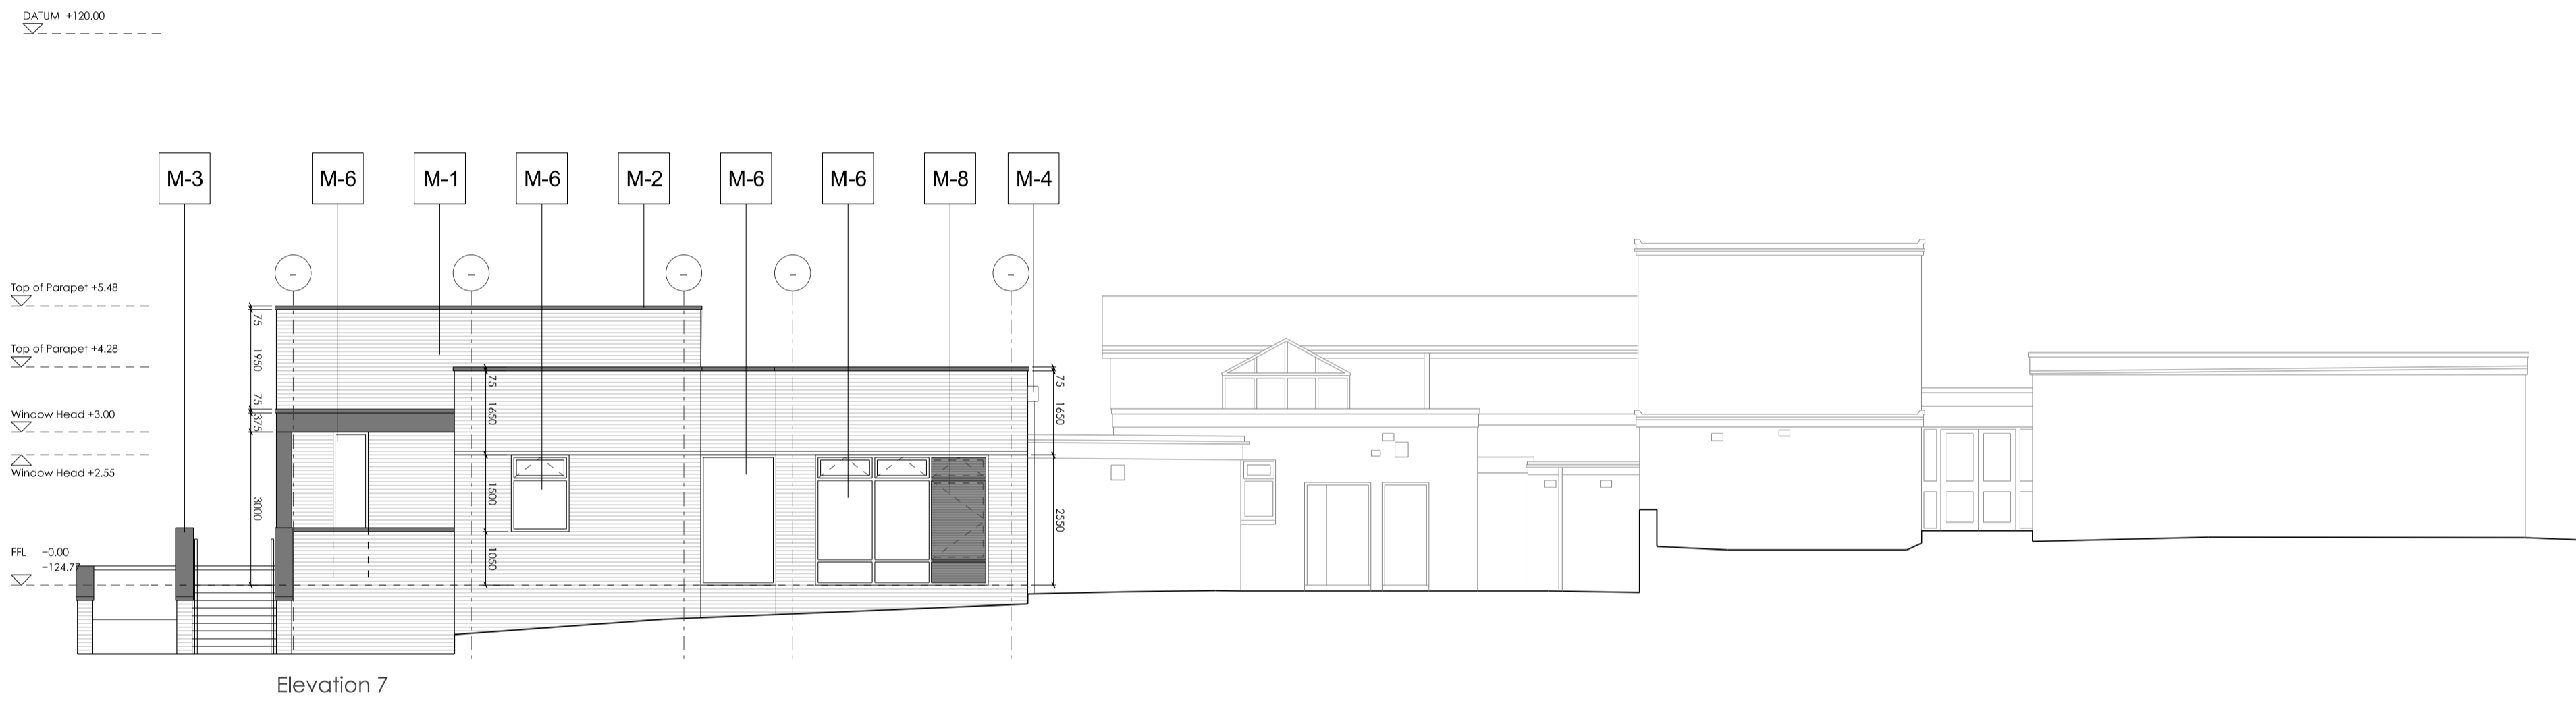 DATUM +120.00
M-3
M-6
M-1
M-6
M-2
M-6
M-6
M-8
M-4
-
-
-
-
-
Top of Parapet +5.48
Top of Parapet +4.28
Window Head +3.00
Window Head +2.55
FFL +0.00
+124.77
75
1950
75
375
3000
75
1650
1500
1050
75
1650
2550
Elevation 7